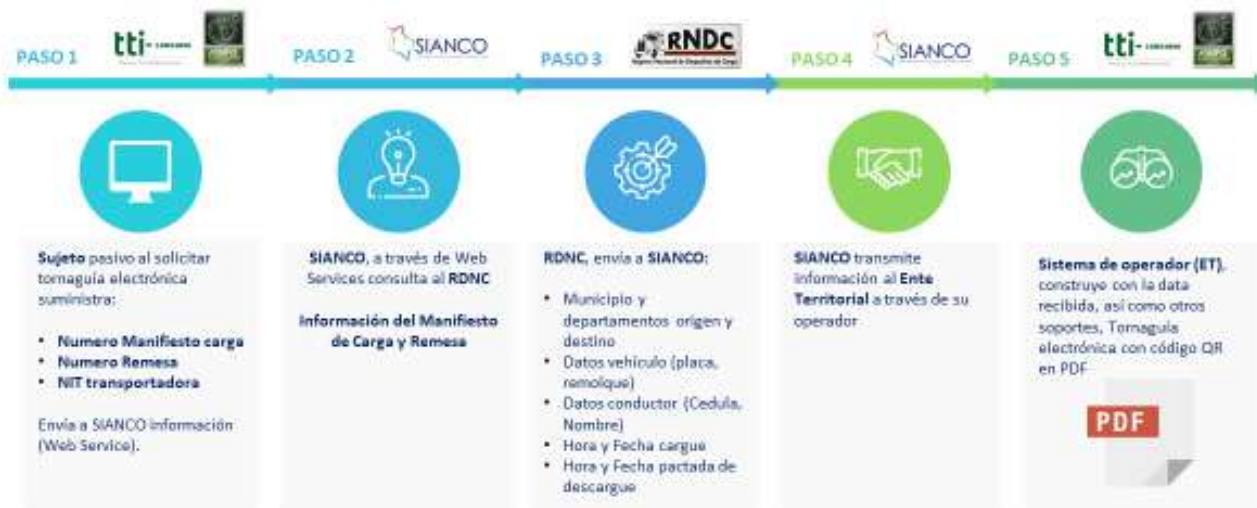 PASO 1
tti-
PASO 2
SIANCO
PASO 3
RNDC
PASO 4
SIANCO
PASO 5
tti-
Sujeto pasivo al solicitar
tornaguía electrónica
suministra:
• Numero Manifiesto carga
• Numero Remesa
• NIT transportadora
Envía a SIANCO información
(Web Service).
SIANCO, a través de Web
Services consulta al RDNC
Información del Manifiesto
de Carga y Remesa
RDNC, envía a SIANCO:
• Municipio y
departamentos origen y
destino
• Datos vehículo (placa,
remolque)
• Datos conductor (Cedula,
Nombre)
• Hora y Fecha cargue
• Hora y Fecha pactada de
descargue
SIANCO transmite
información al Ente
Territorial a través de su
operador
Sistema de operador (ET),
construye con la data
recibida, así como otros
soportes, Tornaguía
electrónica con código QR
en PDF
PDF